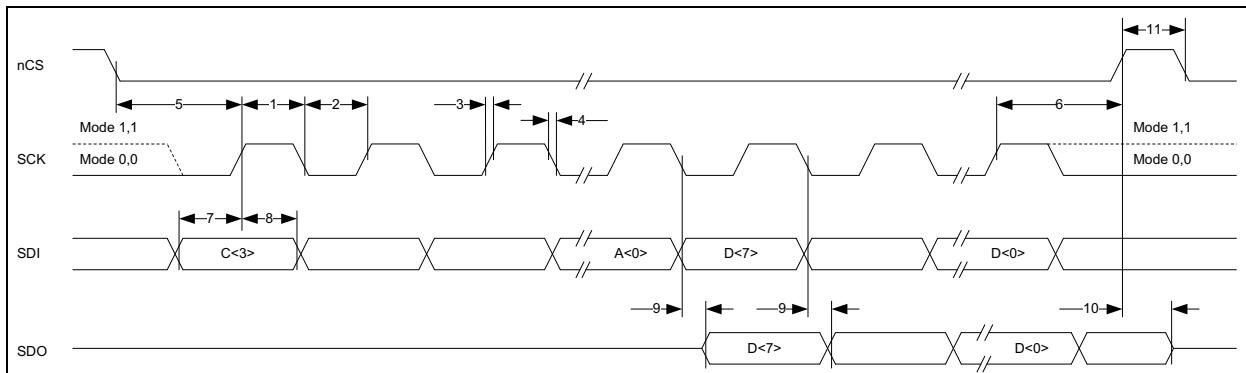 11
nCS
5
1
2
3
4
6
Mode 1,1
Mode 1,1
SCK
Mode 0,0
Mode 0,0
7
8
SDI
C<3>
A<0>
D<7>
D<0>
9
9
10
SDO
D<7>
D<0>